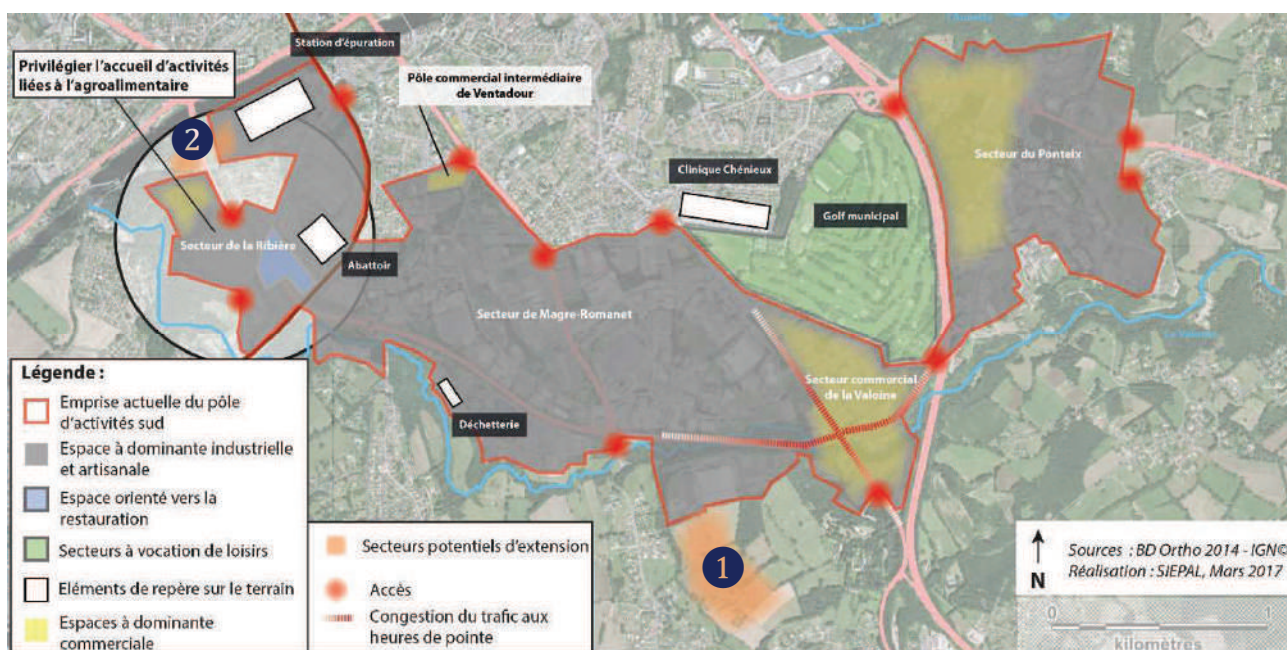 Station d'épuration
Privilégier l'accueil d'activités
liées à l'agroalimentaire
Pôle commercial intermédiaire
de Ventadour
2
Clinique Chénieux
Secteur du Pontaix
Golf municipal
Secteur de la Ribière
Abattoir
Secteur de Magre-Romanet
Secteur commercial
de la Valoine
La Valoine
Déchetterie
1
Légende :
Emprise actuelle du pôle
d'activités sud
Espace à dominante industrielle
et artisanale
Espace orienté vers la
restauration
Secteurs à vocation de loisirs
Eléments de repère sur le terrain
Espaces à dominante
commerciale
Secteurs potentiels d'extension
Accès
Congestion du trafic aux
heures de pointe
N
Sources : BD Ortho 2014 - IGN©
Réalisation : SIEPAL, Mars 2017
0 1
kilomètres